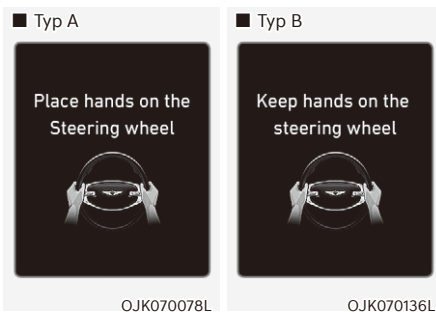 ■ Typ A
Place hands on the
Steering wheel
OJK070078L
■ Typ B
Keep hands on the
steering wheel
OJK070136L